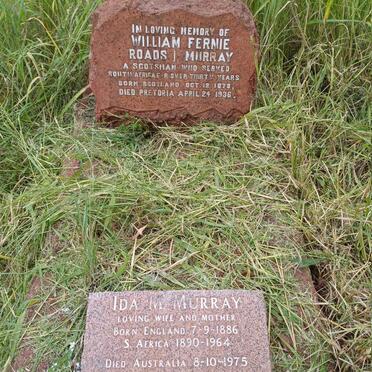 IN LOVING MEMORY OF
WILLIAM FERNIE
ROADS | MURRAY
A SCOTSMAN WHO SERVED
SOUTH AFRICA FOR OVER THIRTY YEARS
BORN SCOTLAND OCT. 12 1878
DIED PRETORIA APRIL 24 1936.
IDA M. MURRAY
LOVING WIFE AND MOTHER
BORN ENGLAND 7-9-1886
S. AFRICA 1890-1964
DIED AUSTRALIA 8-10-1975